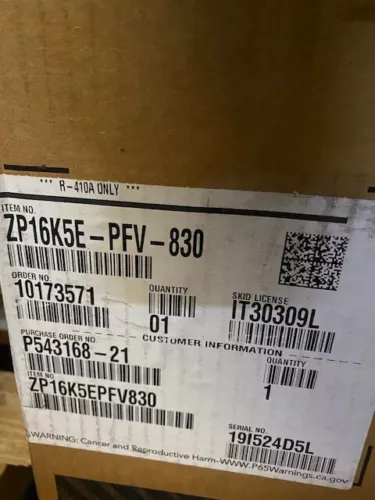 *** R-410A ONLY ***
ITEM NO.
ZP16K5E-PFV-830
ORDER NO.
10173571
QUANTITY
01
SKID LICENSE
IT30309L
CUSTOMER INFORMATION
PURCHASE ORDER NO.
P543168-21
QUANTITY
1
ITEM NO
ZP16K5EPFV830
SERIAL NO.
19I524D5L
WARNING: Cancer and Reproductive Harm-WWW.P65Warnings.ca.gov